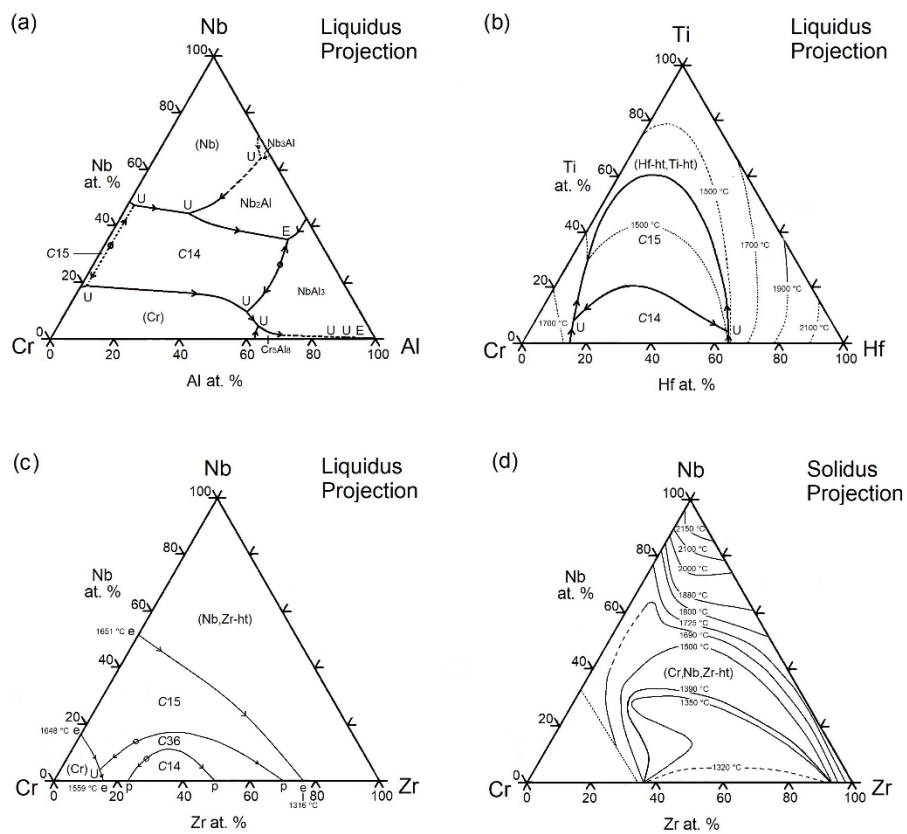 (a)
Nb
Liquidus
Projection
100
80
60
40
20
0
Nb
at. %
(Nb)
Nb₃Al
U
Nb₂Al
U
U
E
C15
C14
NbAl₃
U
U
(Cr)
U
U U E
Cr₅Al₈
Cr
Al
20 40 60 80 100
Al at. %
(b)
Ti
Liquidus
Projection
100
80
60
40
20
0
Ti
at. %
(Hf-ht,Ti-ht)
1500 °C
1500 °C
C15
1700 °C
1900 °C
C14
1700 °C
U
U
2100 °C
Cr
Hf
20 40 60 80 100
Hf at. %
(c)
Nb
Liquidus
Projection
100
80
60
40
20
0
Nb
at. %
(Nb,Zr-ht)
1651 °C e
C15
1648 °C e
C36
C14
(Cr)
U
Cr
Zr
1559 °C e p p p e
1316 °C
20 40 60 80 100
Zr at. %
(d)
Nb
Solidus
Projection
100
80
60
40
20
0
Nb
at. %
2150 °C
2100 °C
2000 °C
1880 °C
1800 °C
1725 °C
1690 °C
1500 °C
(Cr,Nb,Zr-ht)
1390 °C
1350 °C
1320 °C
Cr
Zr
20 40 60 80 100
Zr at. %